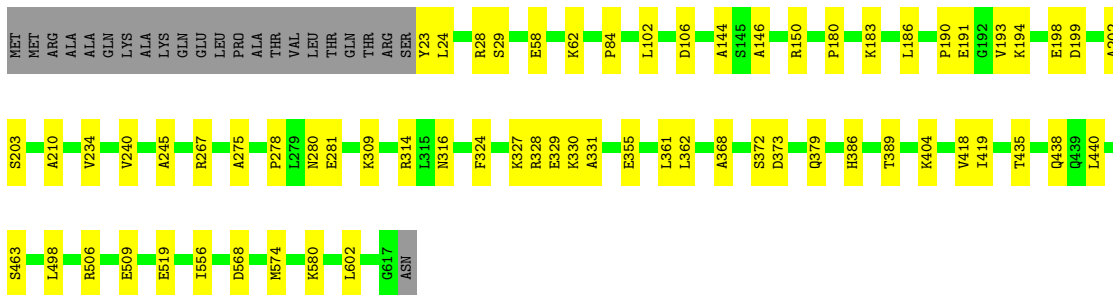 MET MET ARG ALA ALA GLN LYS ALA LYS GLN GLU LEU PRO ALA THR VAL LEU THR GLN THR ARG SER Y23 L24 R28 S29 E58 K62 P84 L102 D106 A144 S145 A146 R150 P180 K183 L186 P190 E191 G192 V193 K194 E198 D199 A202
S203 A210 V234 V240 A245 R267 A275 P278 L279 N280 E281 K309 R314 L315 N316 F324 K327 R328 E329 K330 A331 E355 L361 L362 A368 S372 D373 Q379 H386 T389 K404 V418 I419 T435 Q438 Q439 L440
S463 L498 R506 E509 E519 I556 D568 M574 K580 L602 G617 ASN